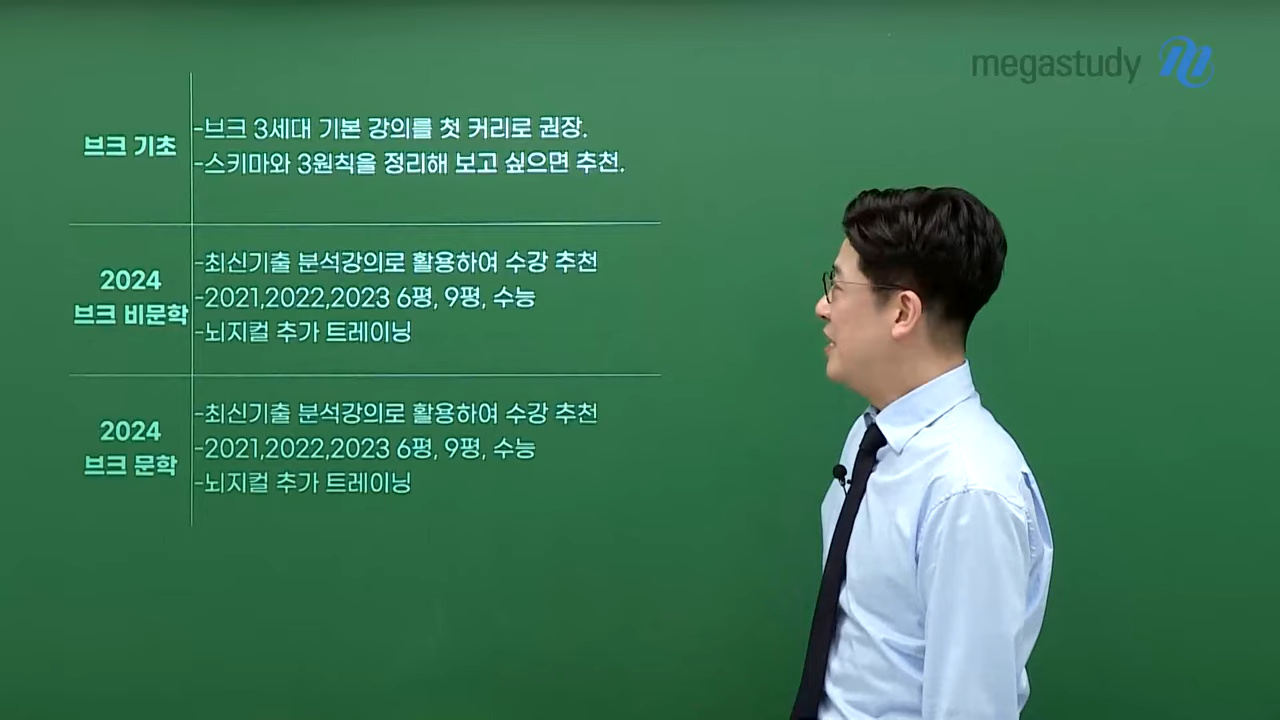 megastudy
브크 기초
-브크 3세대 기본 강의를 첫 커리로 권장.
-스키마와 3원칙을 정리해 보고 싶으면 추천.
2024
브크 비문학
-최신기출 분석강의로 활용하여 수강 추천
-2021,2022,2023 6평, 9평, 수능
-뇌지컬 추가 트레이닝
2024
브크 문학
-최신기출 분석강의로 활용하여 수강 추천
-2021,2022,2023 6평, 9평, 수능
-뇌지컬 추가 트레이닝